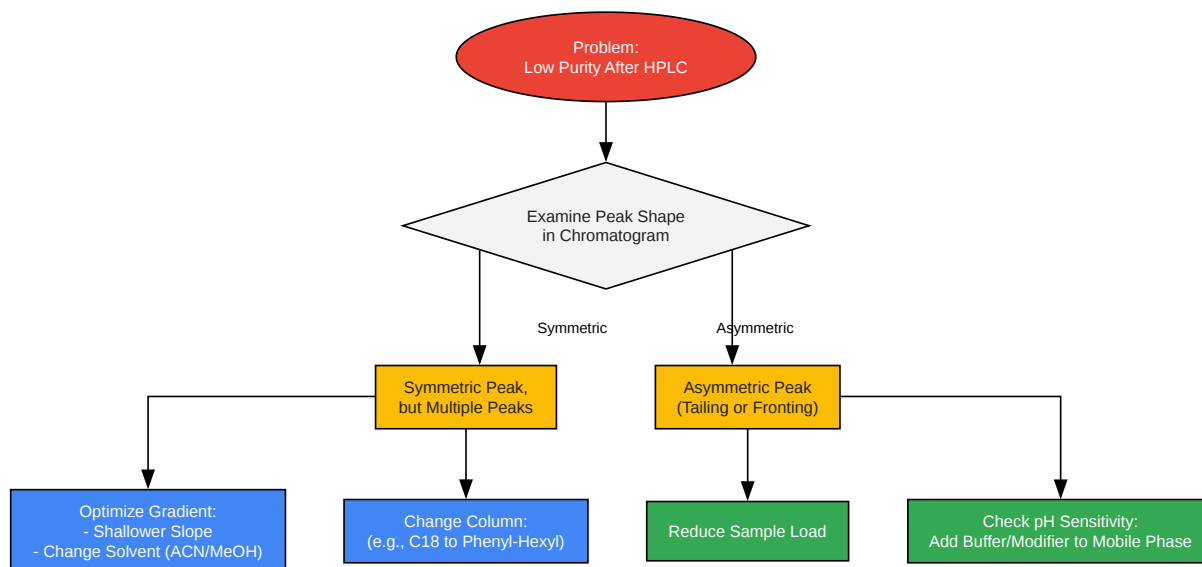 Problem:
Low Purity After HPLC
Examine Peak Shape
in Chromatogram
Symmetric
Asymmetric
Symmetric Peak,
but Multiple Peaks
Asymmetric Peak
(Tailing or Fronting)
Optimize Gradient:
- Shallower Slope
- Change Solvent (ACN/MeOH)
Change Column:
(e.g., C18 to Phenyl-Hexyl)
Reduce Sample Load
Check pH Sensitivity:
Add Buffer/Modifier to Mobile Phase